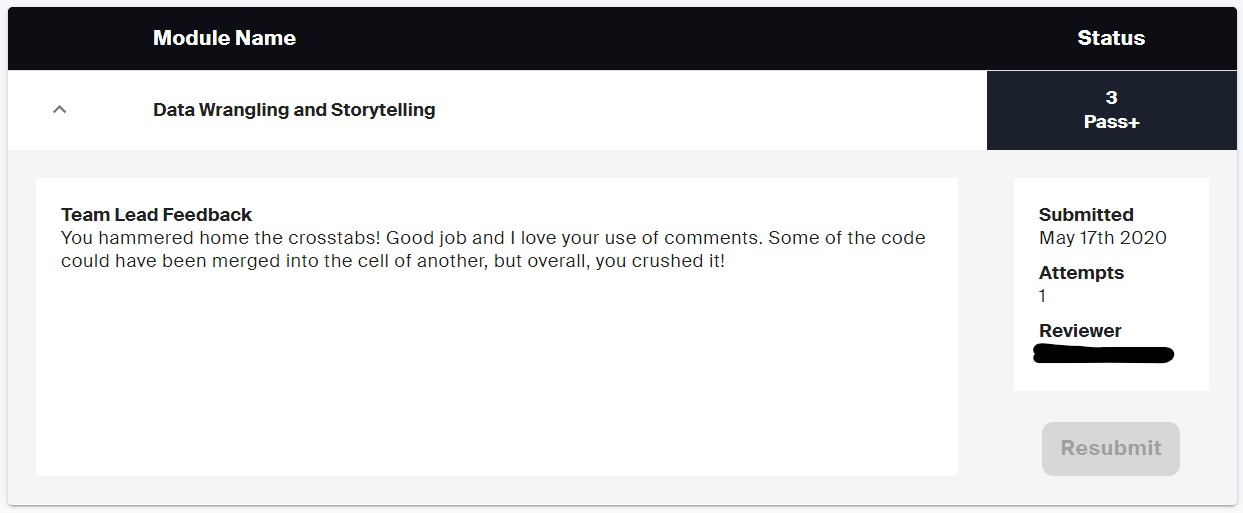 Module Name
Status
Data Wrangling and Storytelling
3
Pass+
Team Lead Feedback
You hammered home the crosstabs! Good job and I love your use of comments. Some of the code
could have been merged into the cell of another, but overall, you crushed it!
Submitted
May 17th 2020
Attempts
1
Reviewer
Resubmit